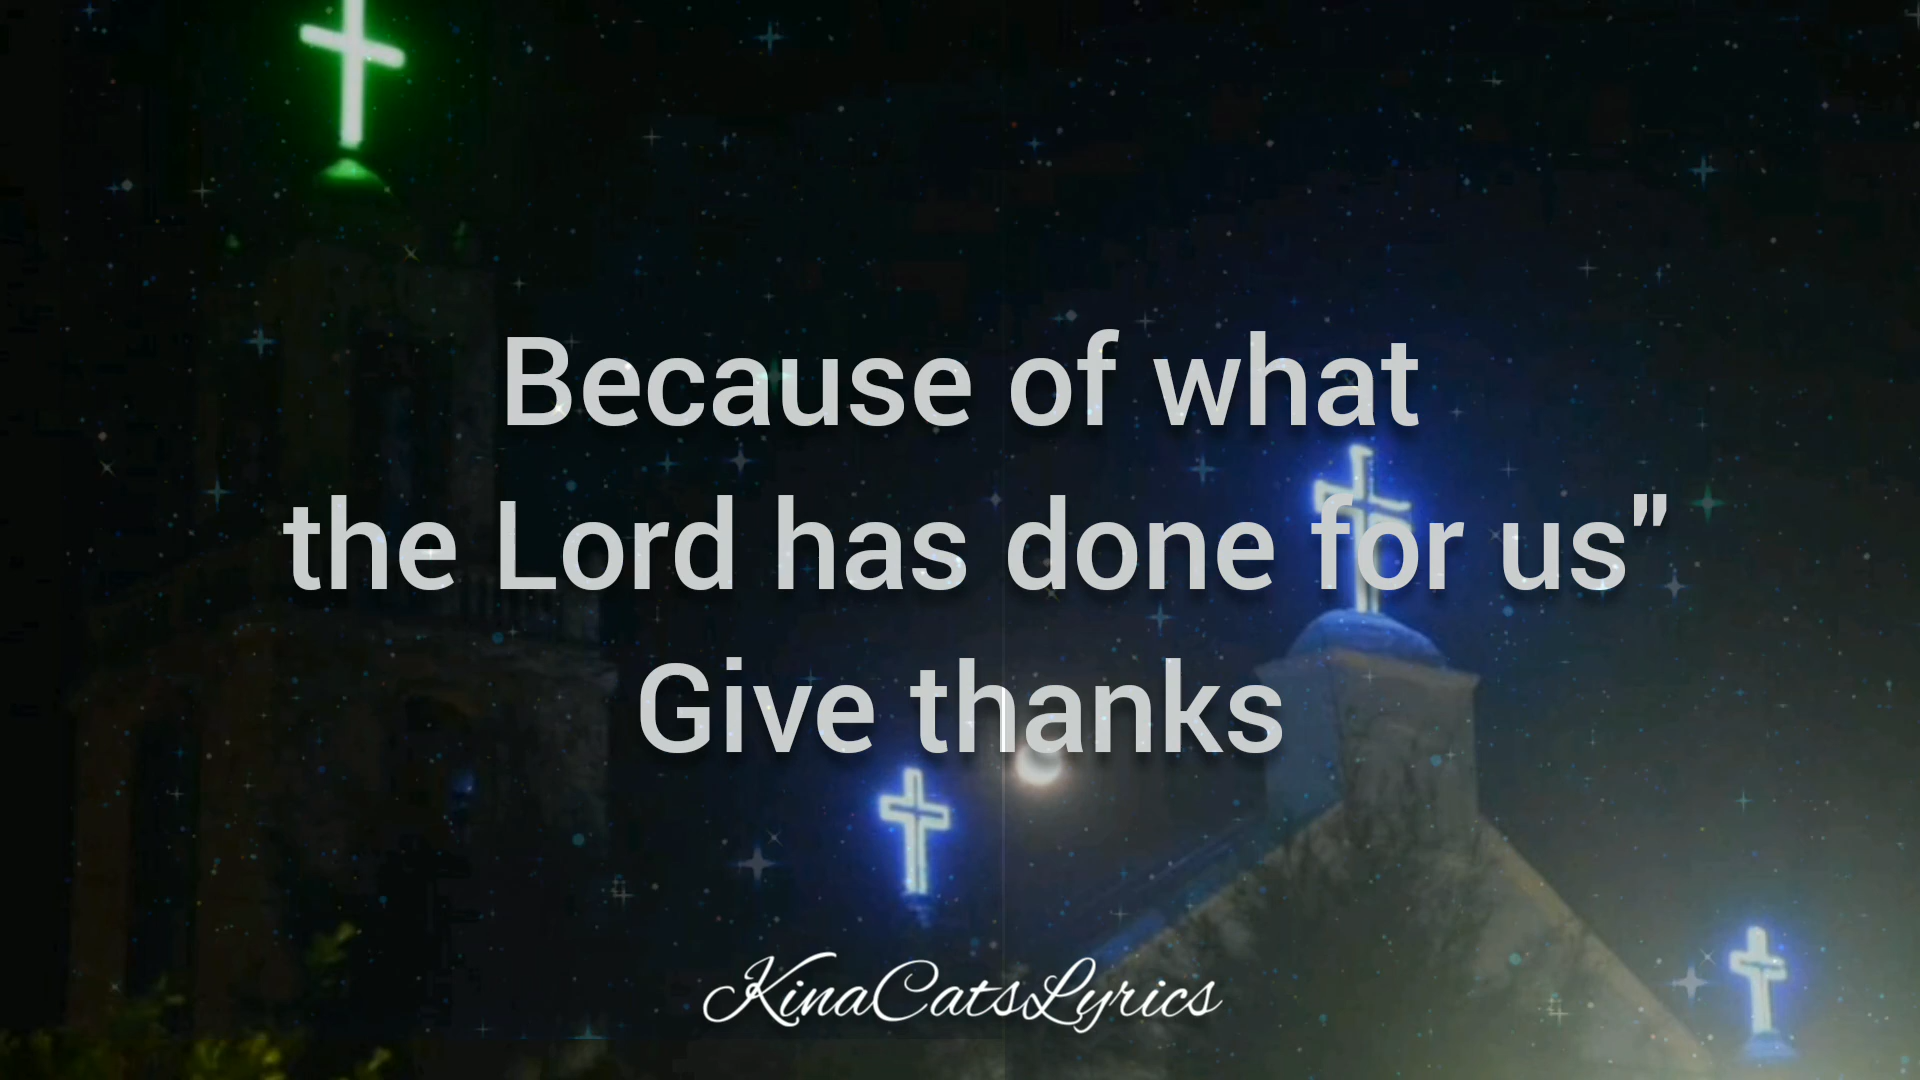 Because of what
the Lord has done for us"
Give thanks
KinaCatsLyrics